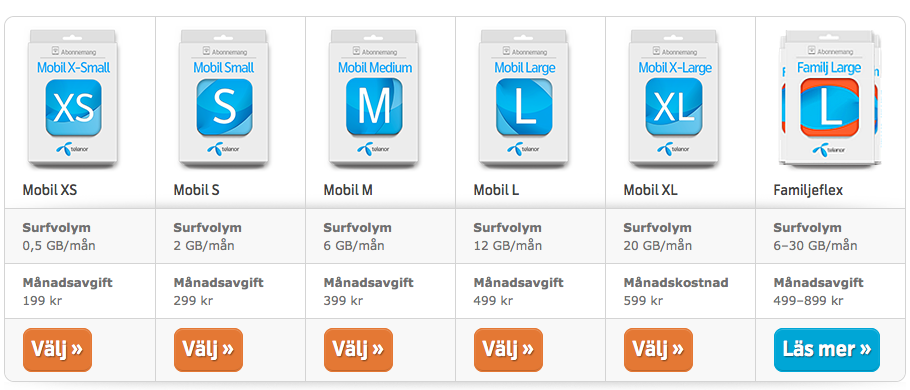 Abonnemang
Mobil X-Small
XS
telenor
Abonnemang
Mobil Small
S
telenor
Abonnemang
Mobil Medium
M
telenor
Abonnemang
Mobil Large
L
telenor
Abonnemang
Mobil X-Large
XL
telenor
Abonnemang
Familj Large
L
telenor
Mobil XS
Mobil S
Mobil M
Mobil L
Mobil XL
Familjeflex
Surfvolym
0,5 GB/mån
Surfvolym
2 GB/mån
Surfvolym
6 GB/mån
Surfvolym
12 GB/mån
Surfvolym
20 GB/mån
Surfvolym
6–30 GB/mån
Månadsavgift
199 kr
Månadsavgift
299 kr
Månadsavgift
399 kr
Månadsavgift
499 kr
Månadskostnad
599 kr
Månadsavgift
499–899 kr
Välj »
Välj »
Välj »
Välj »
Välj »
Läs mer »